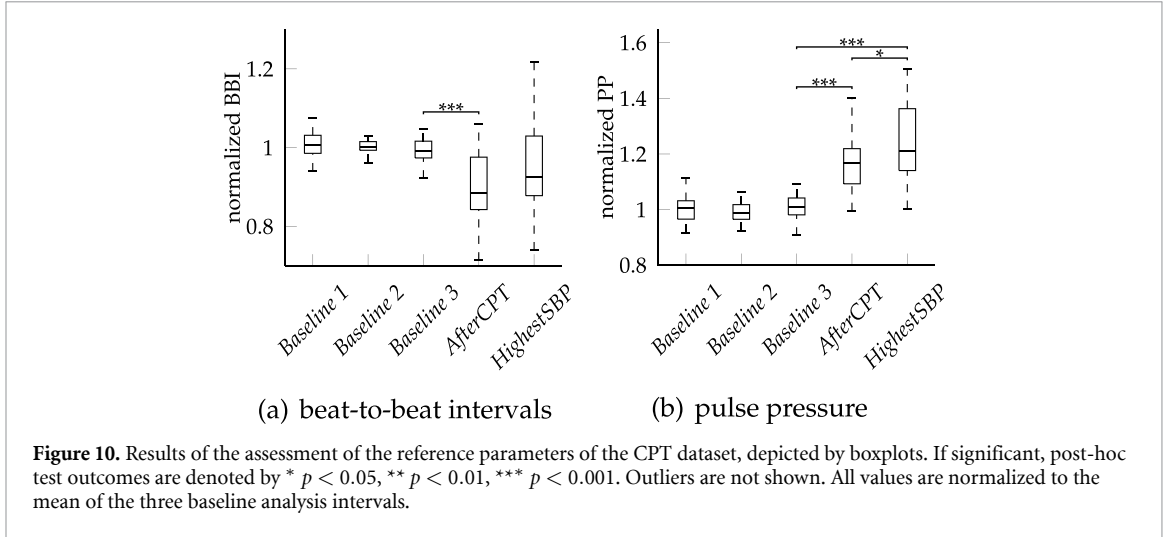 normalized BBI
1.2
1
0.8
***
Baseline 1
Baseline 2
Baseline 3
AfterCPT
HighestSBP
(a) beat-to-beat intervals
normalized PP
1.6
1.4
1.2
1
0.8
***
*
***
Baseline 1
Baseline 2
Baseline 3
AfterCPT
HighestSBP
(b) pulse pressure
Figure 10. Results of the assessment of the reference parameters of the CPT dataset, depicted by boxplots. If significant, post-hoc
test outcomes are denoted by * p < 0.05, ** p < 0.01, *** p < 0.001. Outliers are not shown. All values are normalized to the
mean of the three baseline analysis intervals.